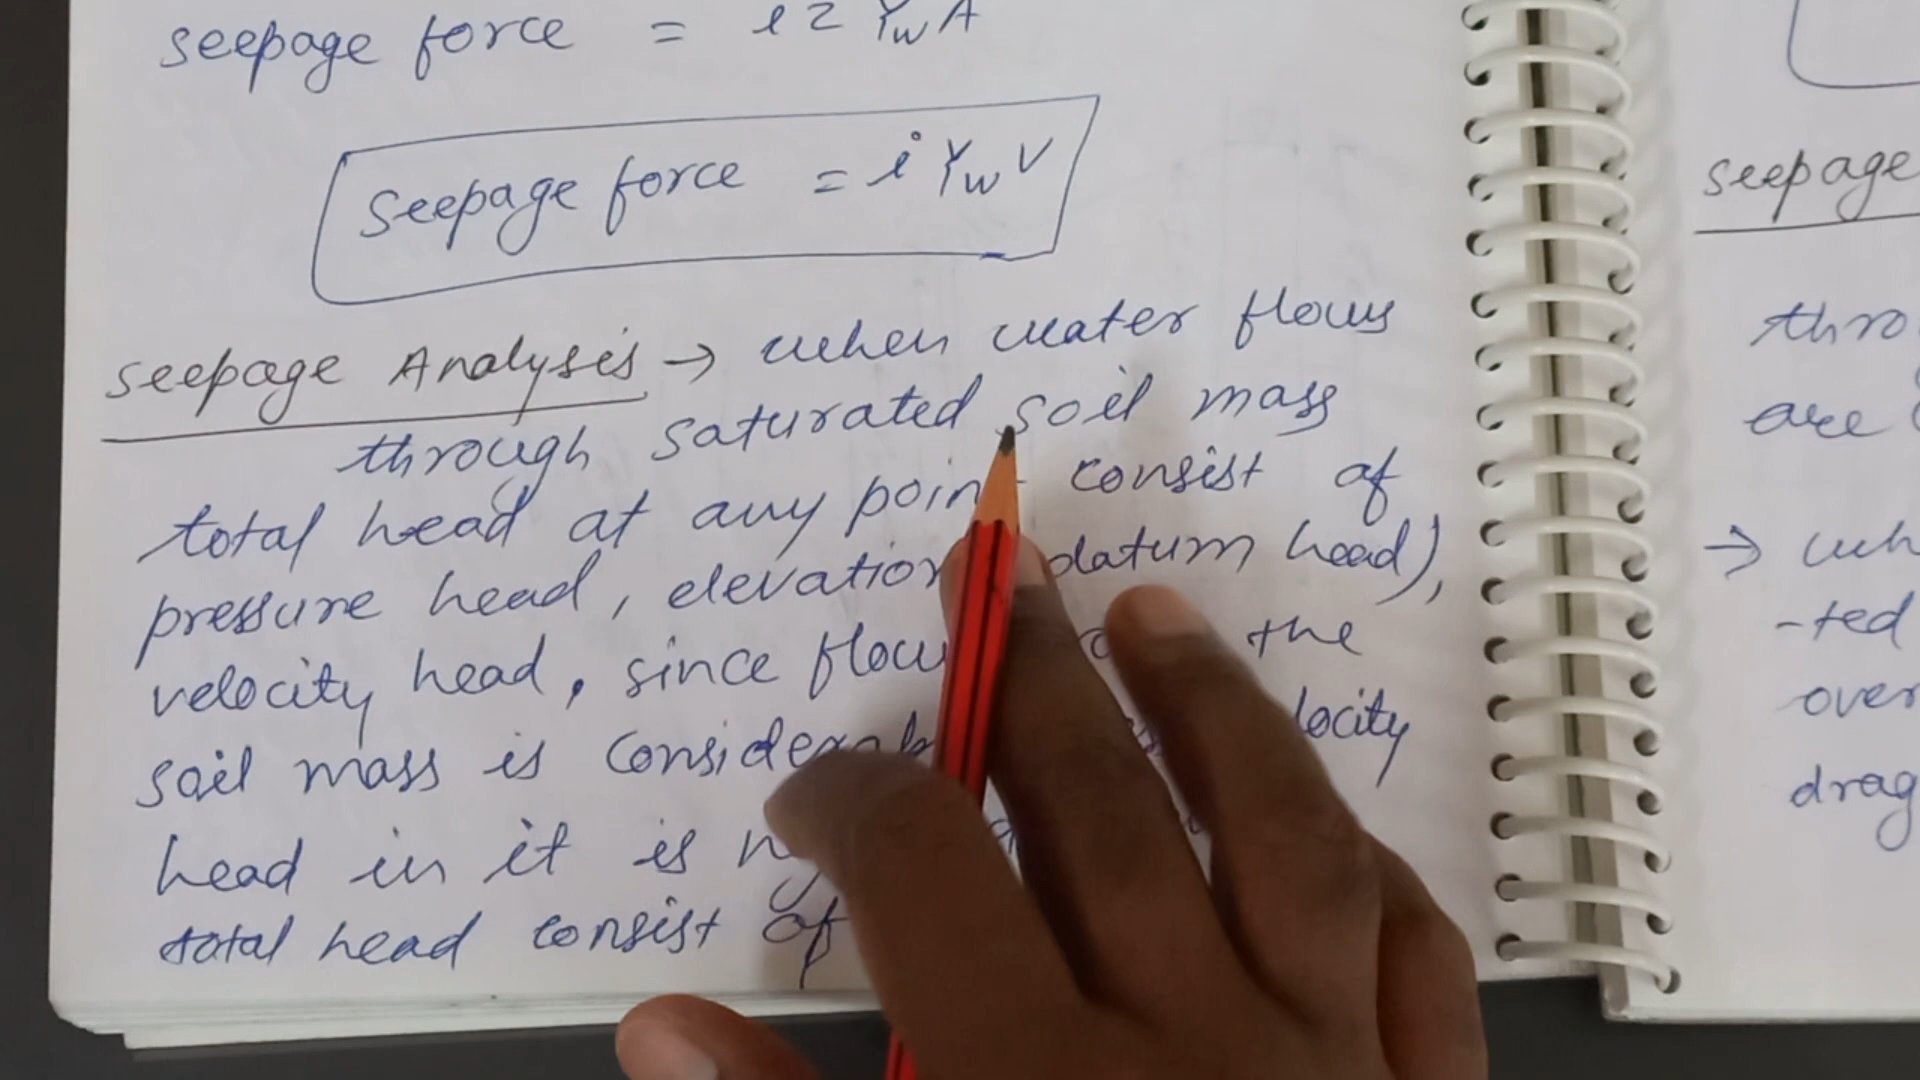 seepage force = i z γw A
Seepage force = i γw V
seepage Analysis → when water flows
through saturated soil mass
total head at any point consist of
pressure head, elevation datum head),
velocity head, since flow the
soil mass is
head in it is
total head consist of
seepage
thro
are
→ wh
-ted
over
drag